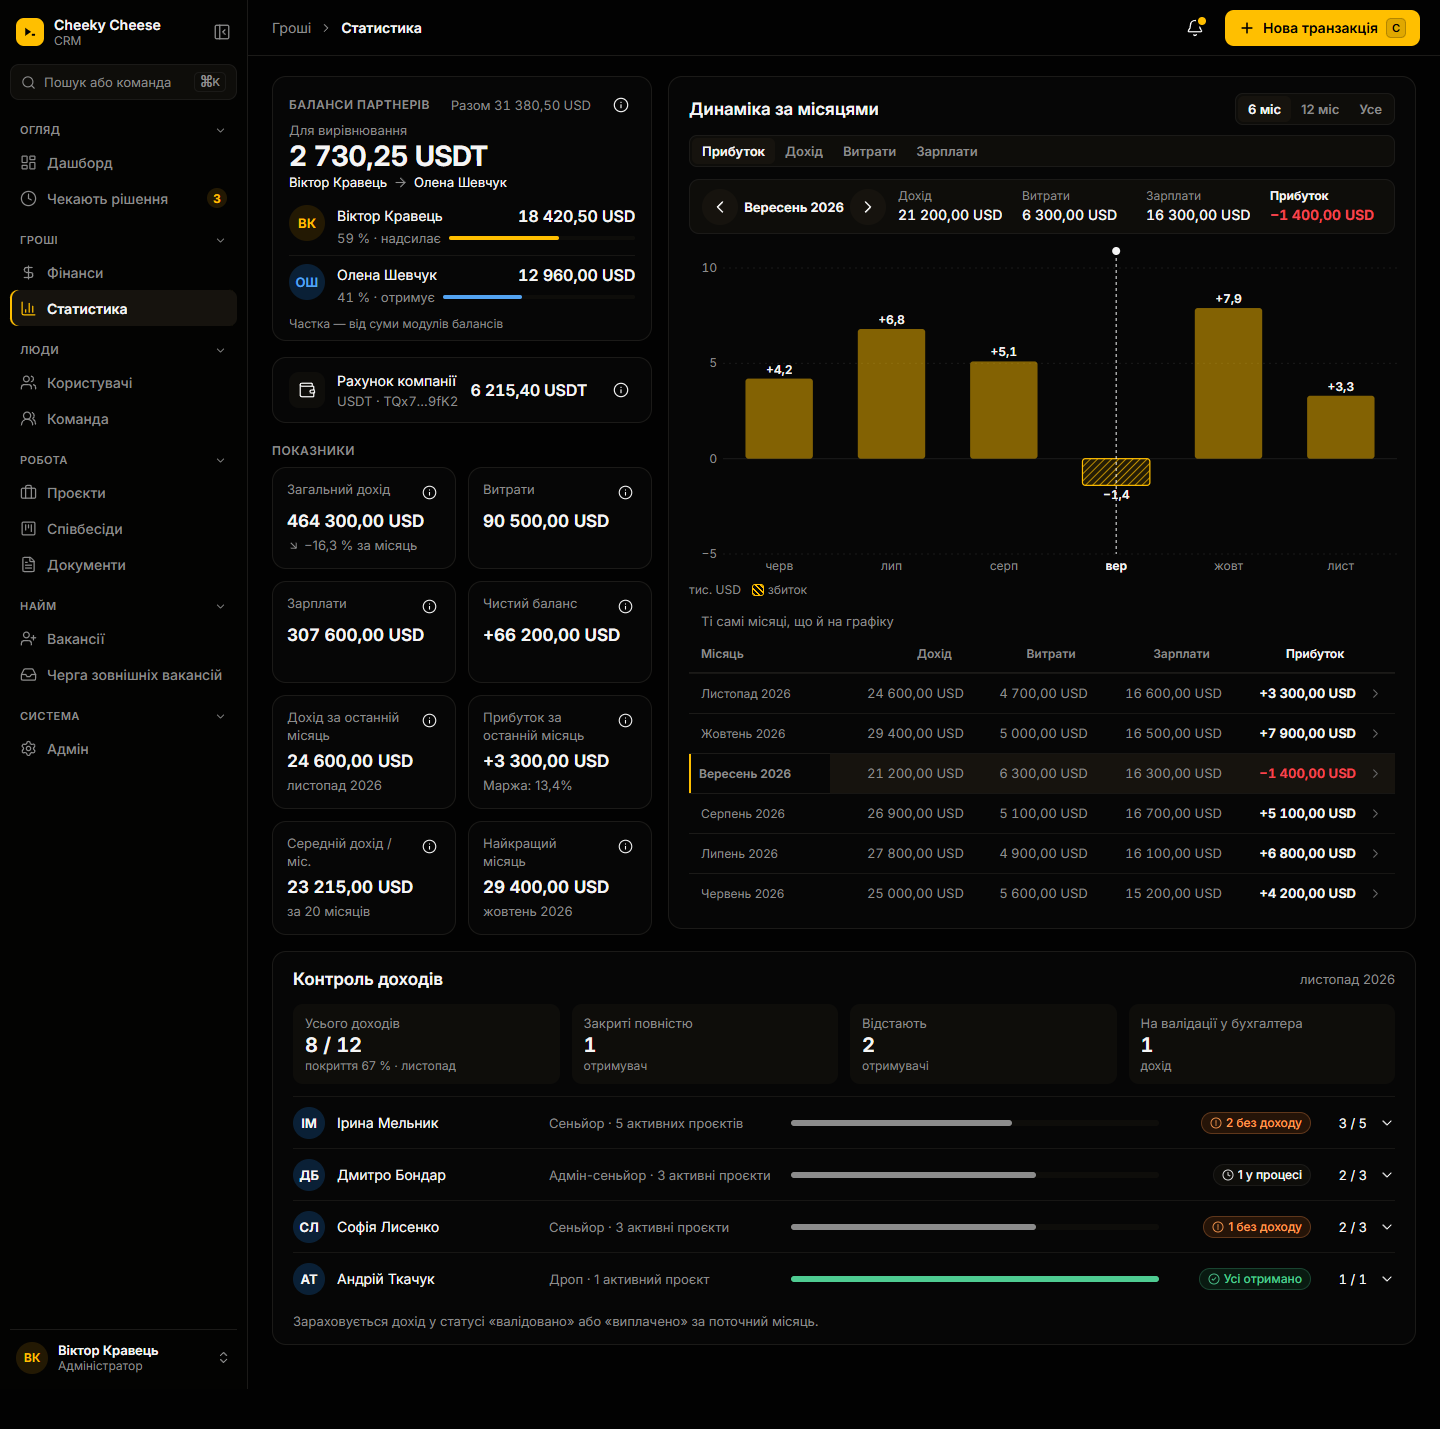 Cheeky Cheese
CRM
Пошук або команда ⌘K
ОГЛЯД
Дашборд
Чекають рішення 3
ГРОШІ
Фінанси
Статистика
ЛЮДИ
Користувачі
Команда
РОБОТА
Проєкти
Співбесіди
Документи
НАЙМ
Вакансії
Черга зовнішніх вакансій
СИСТЕМА
Адмін
ВК Віктор Кравець
Адміністратор
Гроші > Статистика
+ Нова транзакція C
БАЛАНСИ ПАРТНЕРІВ Разом 31 380,50 USD
Для вирівнювання
2 730,25 USDT
Віктор Кравець → Олена Шевчук
ВК Віктор Кравець 18 420,50 USD
59 % · надсилає
ОШ Олена Шевчук 12 960,00 USD
41 % · отримує
Частка — від суми модулів балансів
Рахунок компанії 6 215,40 USDT
USDT · TQx7...9fK2
ПОКАЗНИКИ
Загальний дохід
464 300,00 USD
−16,3 % за місяць
Витрати
90 500,00 USD
Зарплати
307 600,00 USD
Чистий баланс
+66 200,00 USD
Дохід за останній
місяць
24 600,00 USD
листопад 2026
Прибуток за
останній місяць
+3 300,00 USD
Маржа: 13,4%
Середній дохід /
міс.
23 215,00 USD
за 20 місяців
Найкращий
місяць
29 400,00 USD
жовтень 2026
Динаміка за місяцями
6 міс 12 міс Усе
Прибуток Дохід Витрати Зарплати
Вересень 2026
Дохід
21 200,00 USD
Витрати
6 300,00 USD
Зарплати
16 300,00 USD
Прибуток
−1 400,00 USD
10
5
0
−5
+4,2
+6,8
+5,1
−1,4
+7,9
+3,3
черв лип серп вер жовт лист
тис. USD збиток
Ті самі місяці, що й на графіку
Місяць Дохід Витрати Зарплати Прибуток
Листопад 2026 24 600,00 USD 4 700,00 USD 16 600,00 USD +3 300,00 USD
Жовтень 2026 29 400,00 USD 5 000,00 USD 16 500,00 USD +7 900,00 USD
Вересень 2026 21 200,00 USD 6 300,00 USD 16 300,00 USD −1 400,00 USD
Серпень 2026 26 900,00 USD 5 100,00 USD 16 700,00 USD +5 100,00 USD
Липень 2026 27 800,00 USD 4 900,00 USD 16 100,00 USD +6 800,00 USD
Червень 2026 25 000,00 USD 5 600,00 USD 15 200,00 USD +4 200,00 USD
Контроль доходів листопад 2026
Усього доходів
8 / 12
покриття 67 % · листопад
Закриті повністю
1
отримувач
Відстають
2
отримувачі
На валідації у бухгалтера
1
дохід
ІМ Ірина Мельник Сеньйор · 5 активних проєктів 2 без доходу 3 / 5
ДБ Дмитро Бондар Адмін-сеньйор · 3 активні проєкти 1 у процесі 2 / 3
СЛ Софія Лисенко Сеньйор · 3 активні проєкти 1 без доходу 2 / 3
АТ Андрій Ткачук Дроп · 1 активний проєкт Усі отримано 1 / 1
Зараховується дохід у статусі «валідовано» або «виплачено» за поточний місяць.